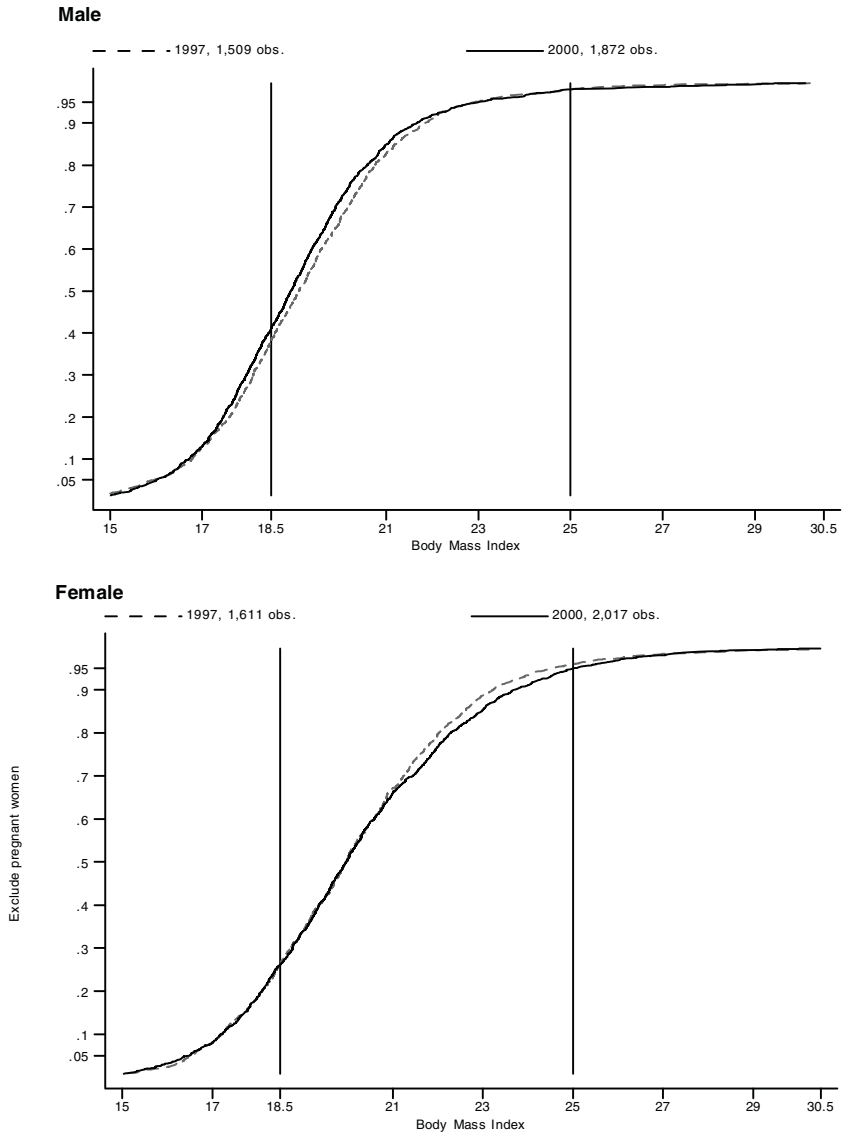 Male
1997, 1,509 obs.    2000, 1,872 obs.
.95
.9
.8
.7
.6
.5
.4
.3
.2
.1
.05
15 17 18.5 21 23 25 27 29 30.5
Body Mass Index
Female
1997, 1,611 obs.    2000, 2,017 obs.
Exclude pregnant women
.95
.9
.8
.7
.6
.5
.4
.3
.2
.1
.05
15 17 18.5 21 23 25 27 29 30.5
Body Mass Index